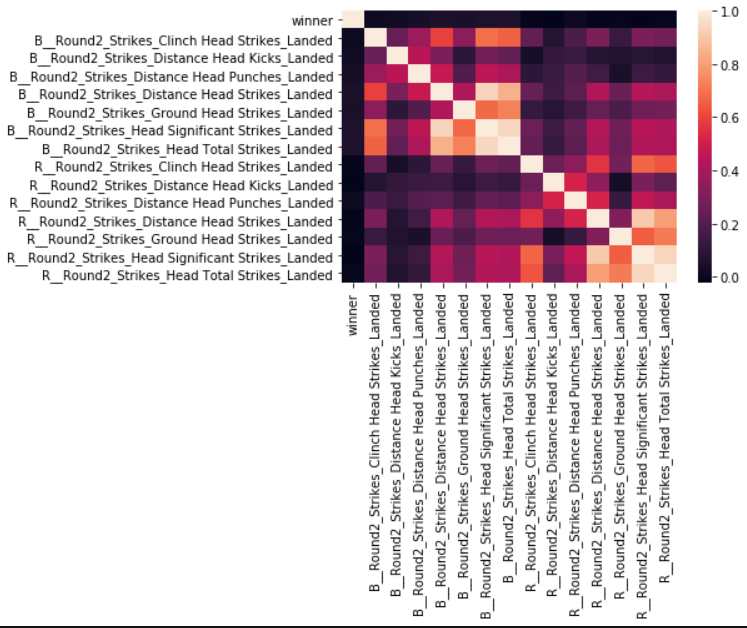 winner
B__Round2_Strikes_Clinch Head Strikes_Landed
B__Round2_Strikes_Distance Head Kicks_Landed
B__Round2_Strikes_Distance Head Punches_Landed
B__Round2_Strikes_Distance Head Strikes_Landed
B__Round2_Strikes_Ground Head Strikes_Landed
B__Round2_Strikes_Head Significant Strikes_Landed
B__Round2_Strikes_Head Total Strikes_Landed
R__Round2_Strikes_Clinch Head Strikes_Landed
R__Round2_Strikes_Distance Head Kicks_Landed
R__Round2_Strikes_Distance Head Punches_Landed
R__Round2_Strikes_Distance Head Strikes_Landed
R__Round2_Strikes_Ground Head Strikes_Landed
R__Round2_Strikes_Head Significant Strikes_Landed
R__Round2_Strikes_Head Total Strikes_Landed
winner
B__Round2_Strikes_Clinch Head Strikes_Landed
B__Round2_Strikes_Distance Head Kicks_Landed
B__Round2_Strikes_Distance Head Punches_Landed
B__Round2_Strikes_Distance Head Strikes_Landed
B__Round2_Strikes_Ground Head Strikes_Landed
B__Round2_Strikes_Head Significant Strikes_Landed
B__Round2_Strikes_Head Total Strikes_Landed
R__Round2_Strikes_Clinch Head Strikes_Landed
R__Round2_Strikes_Distance Head Kicks_Landed
R__Round2_Strikes_Distance Head Punches_Landed
R__Round2_Strikes_Distance Head Strikes_Landed
R__Round2_Strikes_Ground Head Strikes_Landed
R__Round2_Strikes_Head Significant Strikes_Landed
R__Round2_Strikes_Head Total Strikes_Landed
1.0
0.8
0.6
0.4
0.2
0.0